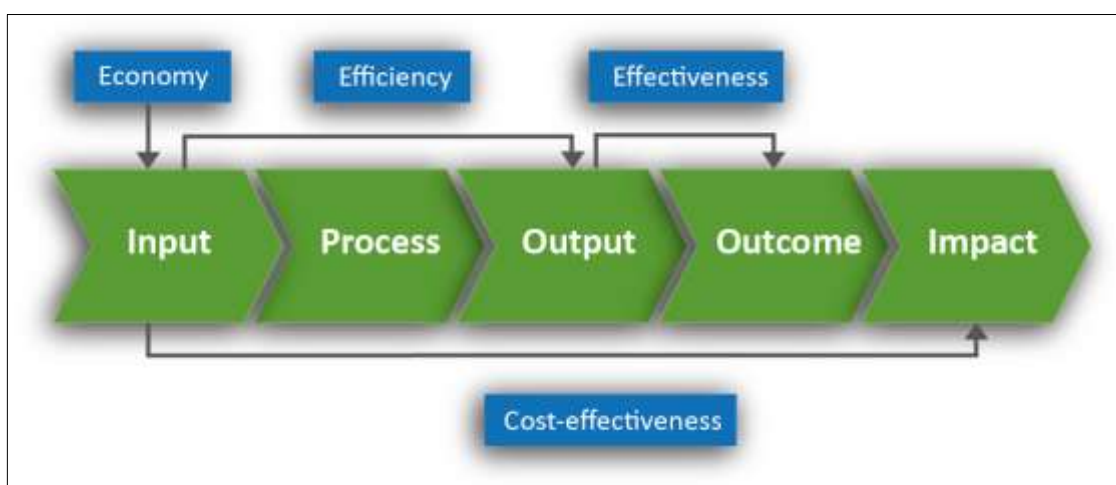 Economy
Efficiency
Effectiveness
Input
Process
Output
Outcome
Impact
Cost-effectiveness